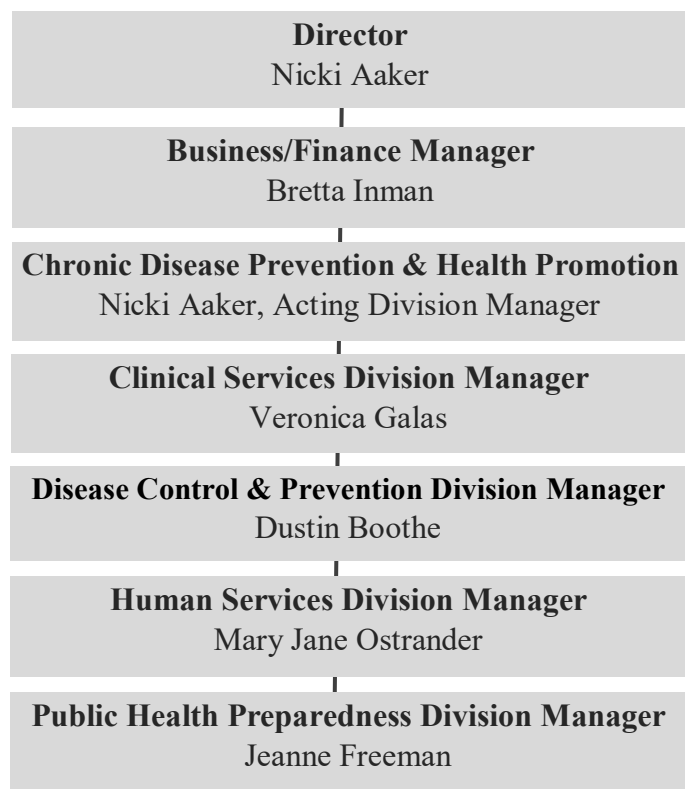 Director
Nicki Aaker
Business/Finance Manager
Bretta Inman
Chronic Disease Prevention & Health Promotion
Nicki Aaker, Acting Division Manager
Clinical Services Division Manager
Veronica Galas
Disease Control & Prevention Division Manager
Dustin Boothe
Human Services Division Manager
Mary Jane Ostrander
Public Health Preparedness Division Manager
Jeanne Freeman